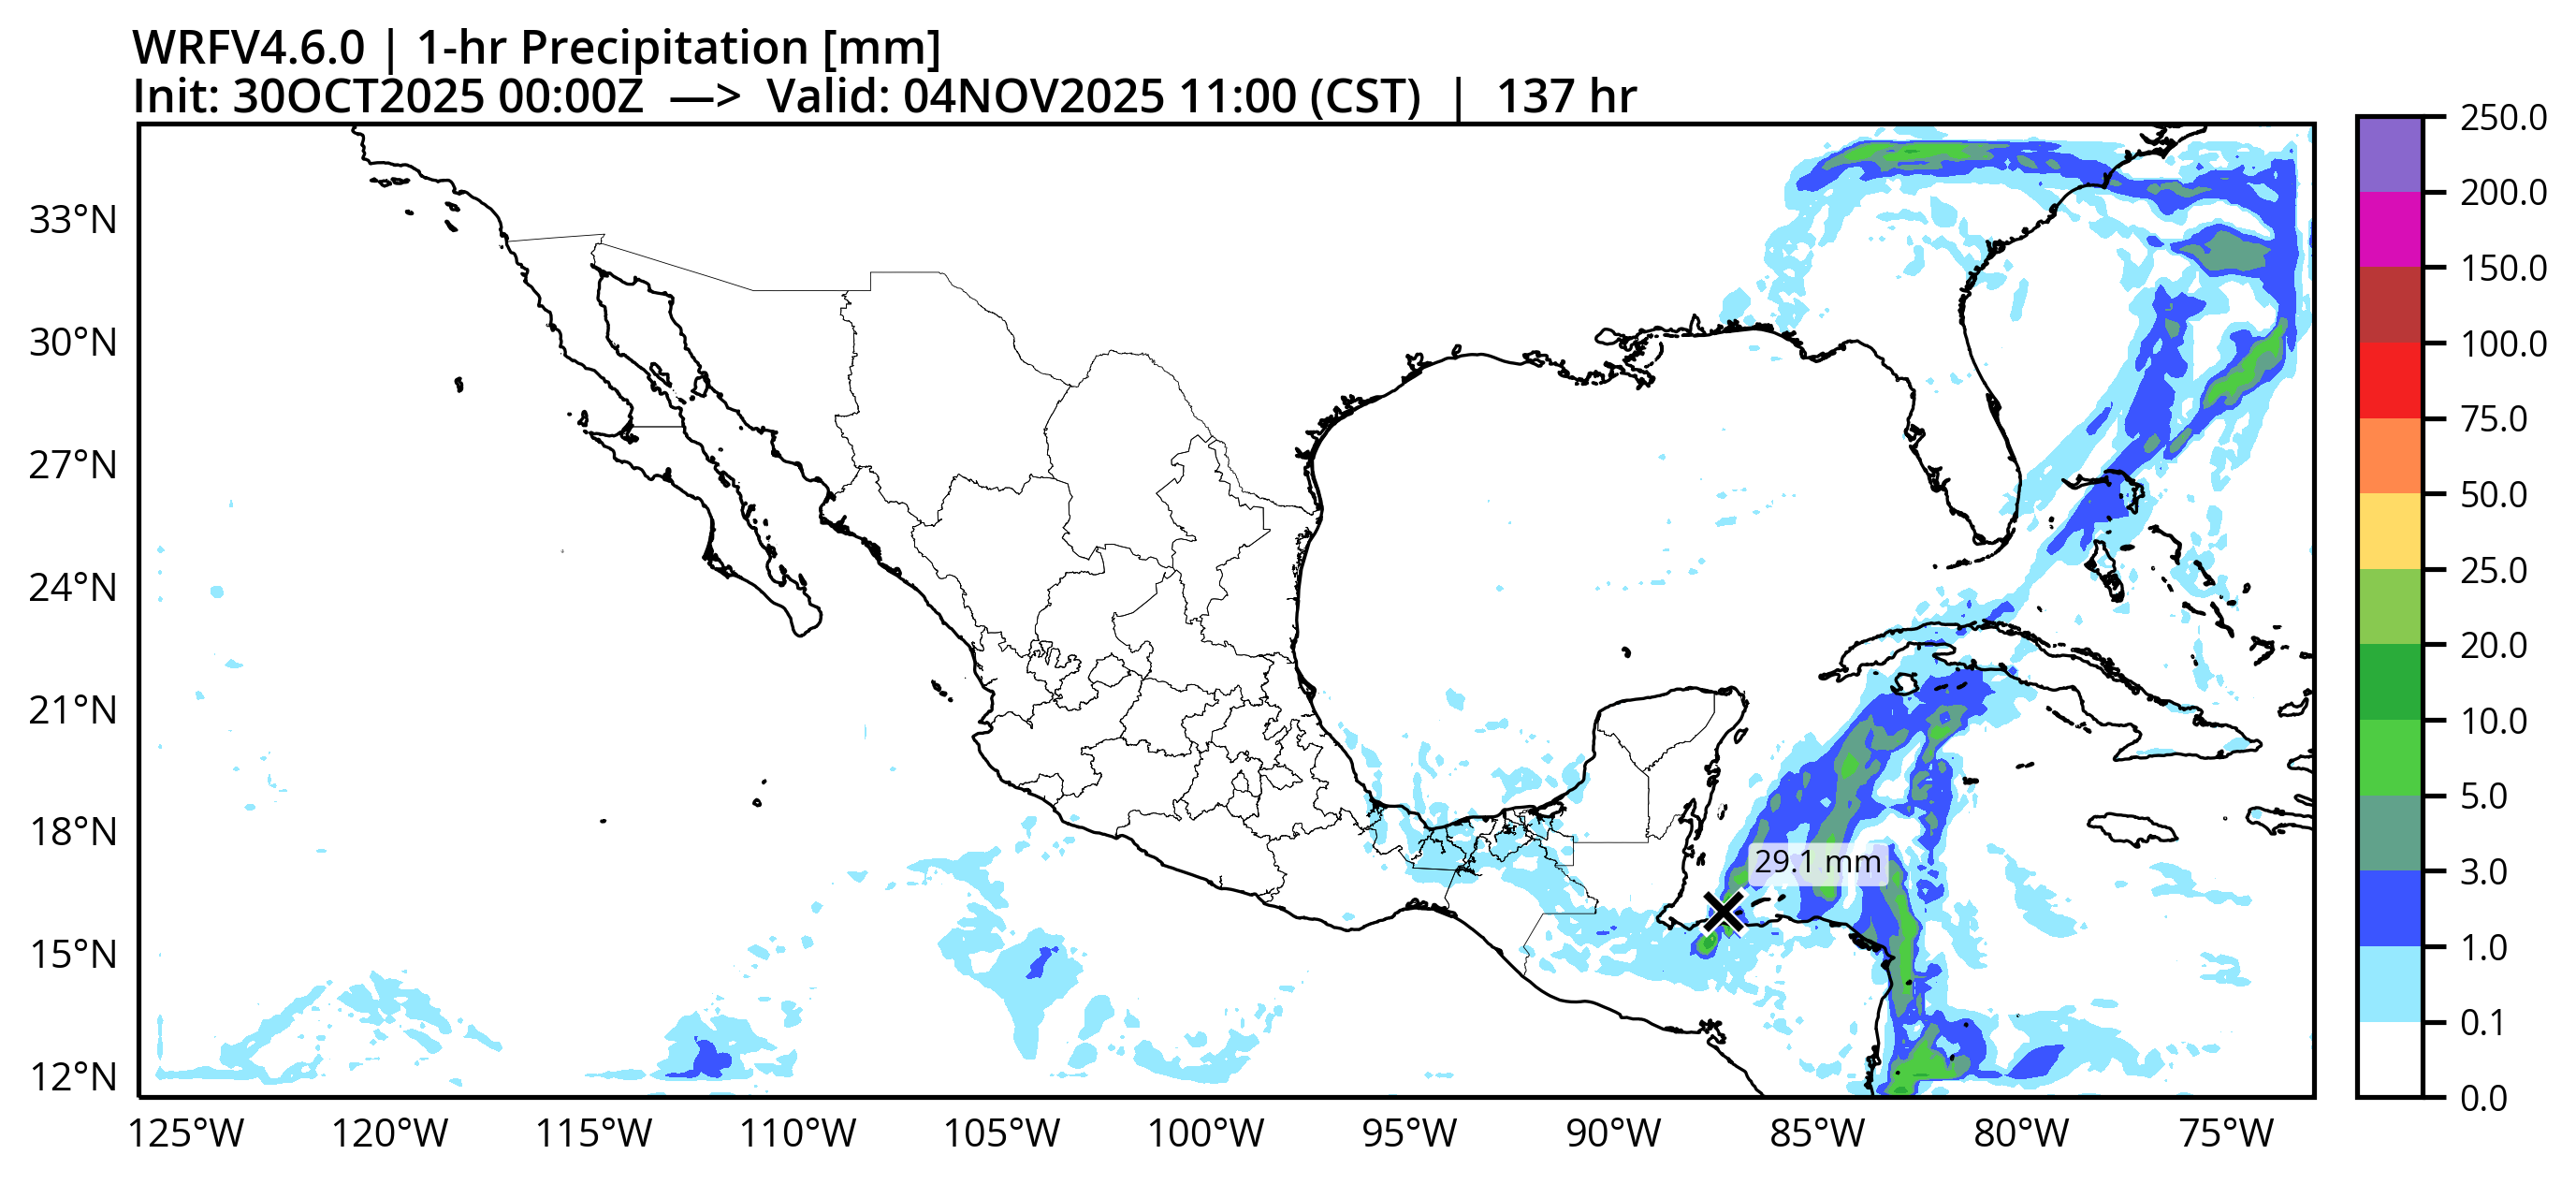 WRFV4.6.0 | 1-hr Precipitation [mm]
Init: 30OCT2025 00:00Z —> Valid: 04NOV2025 11:00 (CST) | 137 hr
33°N
30°N
27°N
24°N
21°N
18°N
15°N
12°N
29.1 mm
125°W
120°W
115°W
110°W
105°W
100°W
95°W
90°W
85°W
80°W
75°W
250.0
200.0
150.0
100.0
75.0
50.0
25.0
20.0
10.0
5.0
3.0
1.0
0.1
0.0